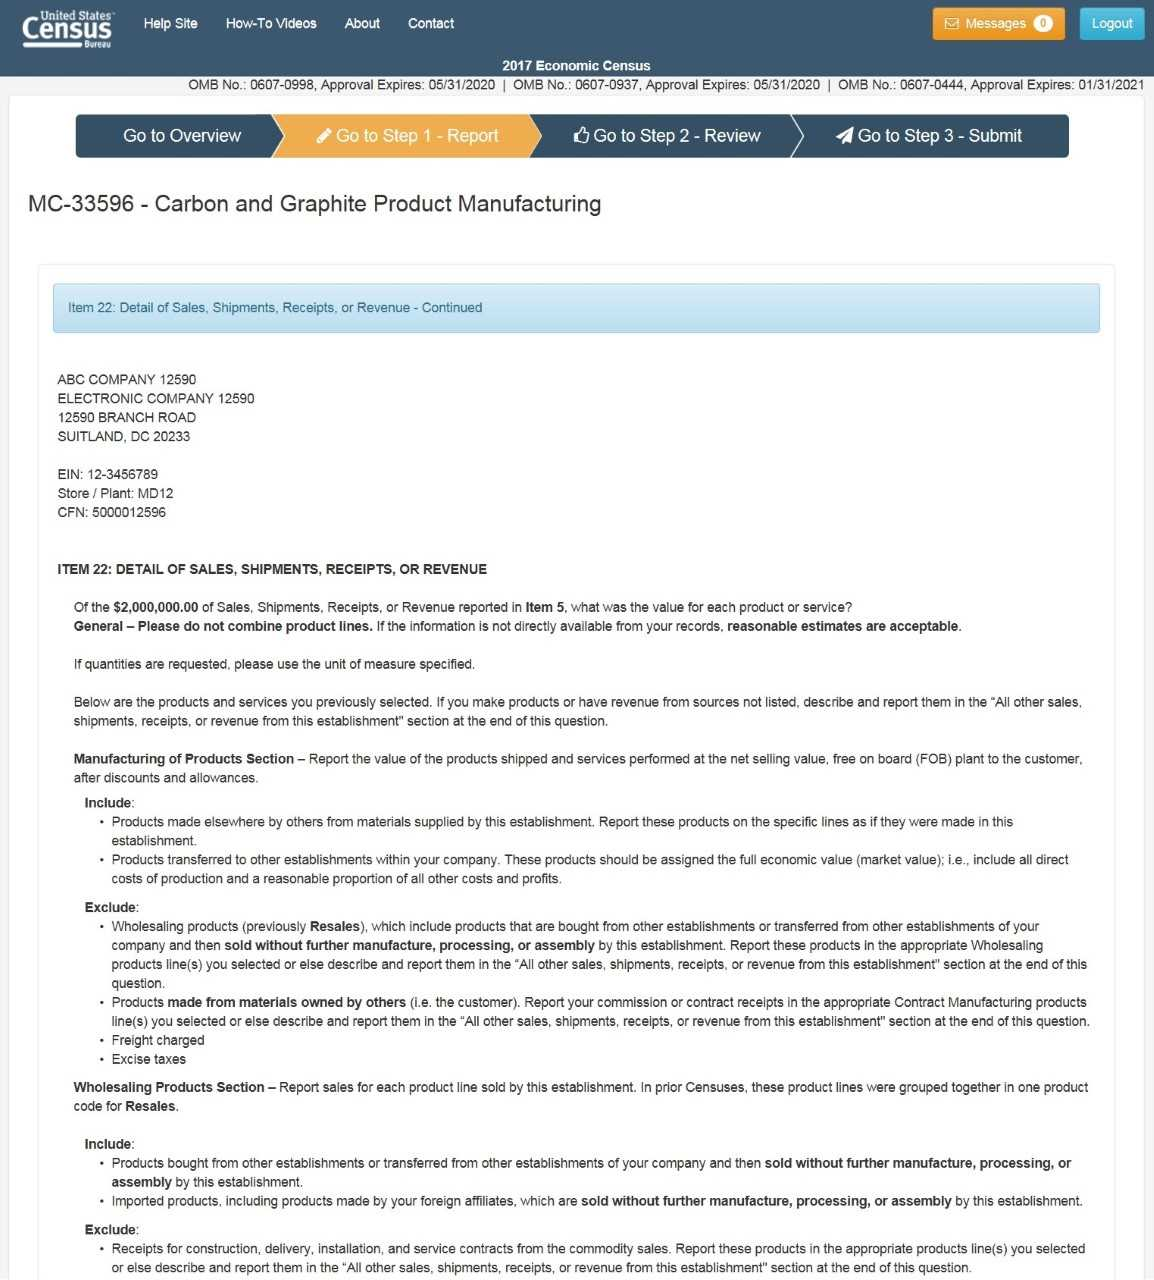 United States
Census
Bureau
Help Site How-To Videos About Contact
Messages 0 Logout
2017 Economic Census
OMB No.: 0607-0998, Approval Expires: 05/31/2020 | OMB No.: 0607-0937, Approval Expires: 05/31/2020 | OMB No.: 0607-0444, Approval Expires: 01/31/2021
Go to Overview Go to Step 1 - Report Go to Step 2 - Review Go to Step 3 - Submit
MC-33596 - Carbon and Graphite Product Manufacturing
Item 22: Detail of Sales, Shipments, Receipts, or Revenue - Continued
ABC COMPANY 12590
ELECTRONIC COMPANY 12590
12590 BRANCH ROAD
SUITLAND, DC 20233
EIN: 12-3456789
Store / Plant: MD12
CFN: 5000012596
ITEM 22: DETAIL OF SALES, SHIPMENTS, RECEIPTS, OR REVENUE
Of the $2,000,000.00 of Sales, Shipments, Receipts, or Revenue reported in Item 5, what was the value for each product or service?
General – Please do not combine product lines. If the information is not directly available from your records, reasonable estimates are acceptable.
If quantities are requested, please use the unit of measure specified.
Below are the products and services you previously selected. If you make products or have revenue from sources not listed, describe and report them in the “All other sales,
shipments, receipts, or revenue from this establishment" section at the end of this question.
Manufacturing of Products Section – Report the value of the products shipped and services performed at the net selling value, free on board (FOB) plant to the customer,
after discounts and allowances.
Include:
• Products made elsewhere by others from materials supplied by this establishment. Report these products on the specific lines as if they were made in this
establishment.
• Products transferred to other establishments within your company. These products should be assigned the full economic value (market value); i.e., include all direct
costs of production and a reasonable proportion of all other costs and profits.
Exclude:
• Wholesaling products (previously Resales), which include products that are bought from other establishments or transferred from other establishments of your
company and then sold without further manufacture, processing, or assembly by this establishment. Report these products in the appropriate Wholesaling
products line(s) you selected or else describe and report them in the “All other sales, shipments, receipts, or revenue from this establishment" section at the end of this
question.
• Products made from materials owned by others (i.e. the customer). Report your commission or contract receipts in the appropriate Contract Manufacturing products
line(s) you selected or else describe and report them in the “All other sales, shipments, receipts, or revenue from this establishment" section at the end of this question.
• Freight charged
• Excise taxes
Wholesaling Products Section – Report sales for each product line sold by this establishment. In prior Censuses, these product lines were grouped together in one product
code for Resales.
Include:
• Products bought from other establishments or transferred from other establishments of your company and then sold without further manufacture, processing, or
assembly by this establishment.
• Imported products, including products made by your foreign affiliates, which are sold without further manufacture, processing, or assembly by this establishment.
Exclude:
• Receipts for construction, delivery, installation, and service contracts from the commodity sales. Report these products in the appropriate products line(s) you selected
or else describe and report them in the “All other sales, shipments, receipts, or revenue from this establishment" section at the end of this question.